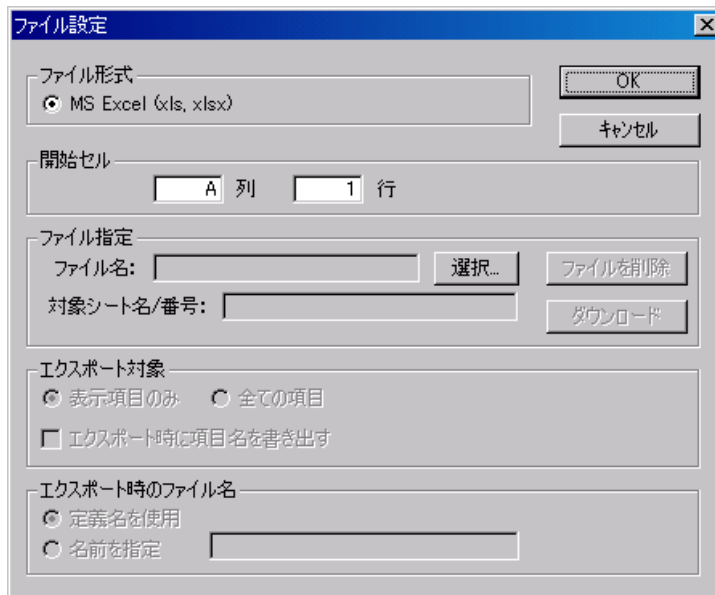 ファイル設定
ファイル形式
MS Excel (xls, xlsx)
OK
キャンセル
開始セル
A 列 1 行
ファイル指定
ファイル名: 選択... ファイルを削除
対象シート名/番号:
ダウンロード
エクスポート対象
表示項目のみ 全ての項目
エクスポート時に項目名を書き出す
エクスポート時のファイル名
定義名を使用
名前を指定